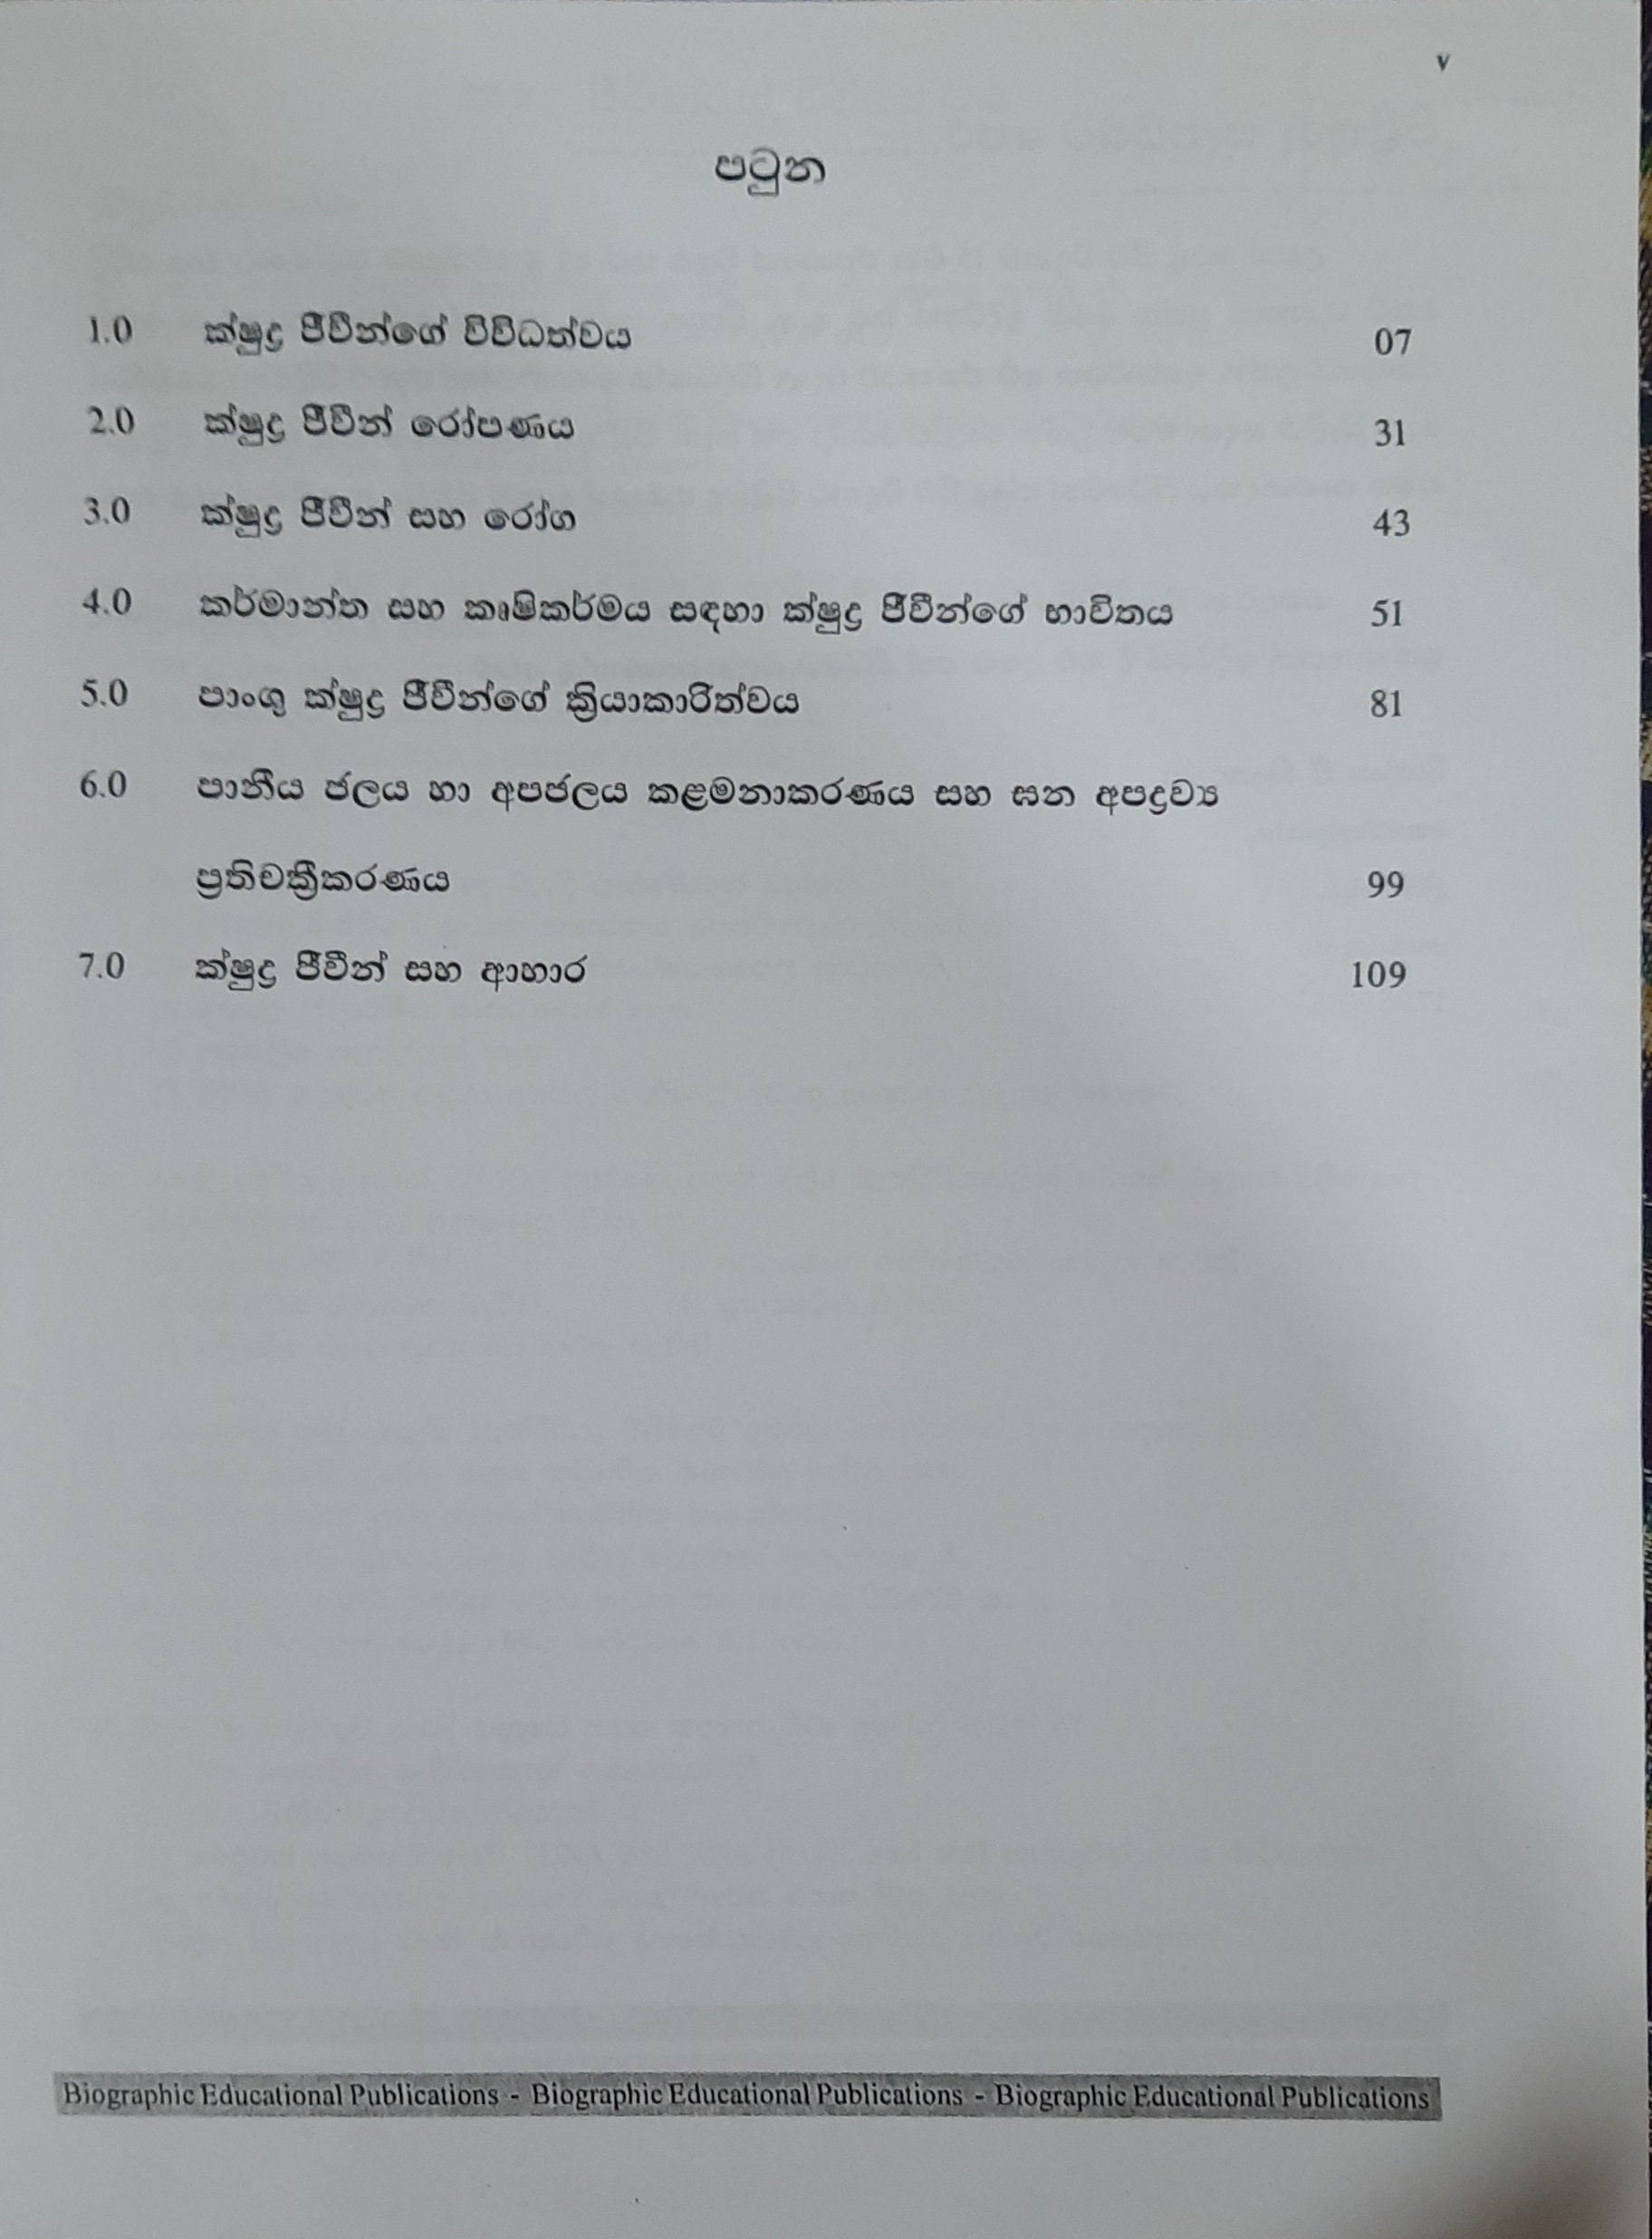 v
පටුන
1.0 ක්ෂුද්‍ර ජීවීන්ගේ විවිධත්වය 07
2.0 ක්ෂුද්‍ර ජීවීන් රෝපණය 31
3.0 ක්ෂුද්‍ර ජීවීන් සහ රෝග 43
4.0 කර්මාන්ත සහ කෘෂිකර්මය සඳහා ක්ෂුද්‍ර ජීවීන්ගේ භාවිතය 51
5.0 පාංශු ක්ෂුද්‍ර ජීවීන්ගේ ක්‍රියාකාරිත්වය 81
6.0 පානීය ජලය හා අපජලය කළමනාකරණය සහ ඝන අපද්‍රව්‍ය
ප්‍රතිචක්‍රීකරණය 99
7.0 ක්ෂුද්‍ර ජීවීන් සහ ආහාර 109
Biographic Educational Publications - Biographic Educational Publications - Biographic Educational Publications